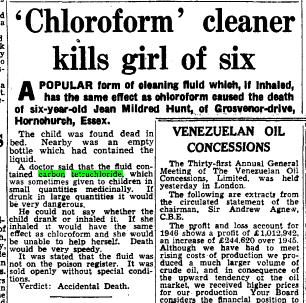 'Chloroform' cleaner
kills girl of six
A POPULAR form of cleaning fluid which, if inhaled,
has the same effect as chloroform caused the death
of six-year-old Jean Mildred Hunt, of Grosvenor-drive,
Hornchurch, Essex.
The child was found dead in
bed. Nearby was an empty
bottle which had contained the
liquid.
A doctor said that the fluid con-
tained carbon tetrachloride, which
was sometimes given to children in
small quantities medicinally. If
drunk in large quantities it would
be very dangerous.
He could not say whether the
child drank or inhaled it. If she
inhaled it would have the same
effect as chloroform and she would
be unable to help herself. Death
would be very speedy.
It was stated that the fluid was
not on the poison register. It was
sold openly without special condi-
tions.
Verdict: Accidental Death.
VENEZUELAN OIL
CONCESSIONS
The Thirty-first Annual General
Meeting of The Venezuelan Oil
Concessions, Limited, was held
yesterday in London.
The following are extracts from
the circulated statement of the
chairman, Sir Andrew Agnew,
C.B.E.
The profit and loss account for
1946 shows a profit of £1,012,949,
an increase of £244,620 over 1945.
Although we have had to meet
rising costs of production we pro-
duced a much larger volume of
crude oil, and in consequence of
the upward tendency of the oil
market, we received higher prices
for our production Your Board
considers the financial position